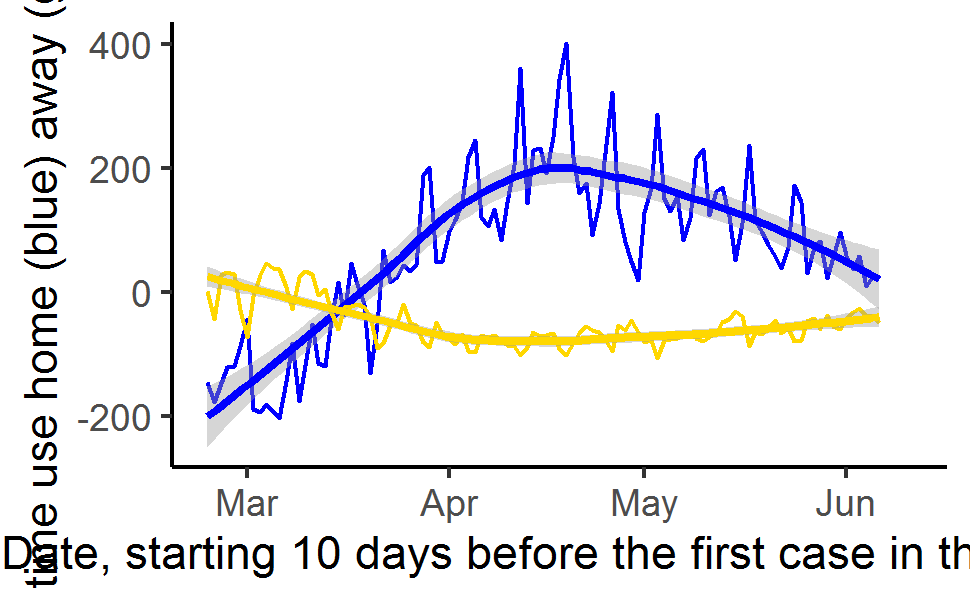 time use home (blue) away (
400
200
0
-200
Mar Apr May Jun
Date, starting 10 days before the first case in th